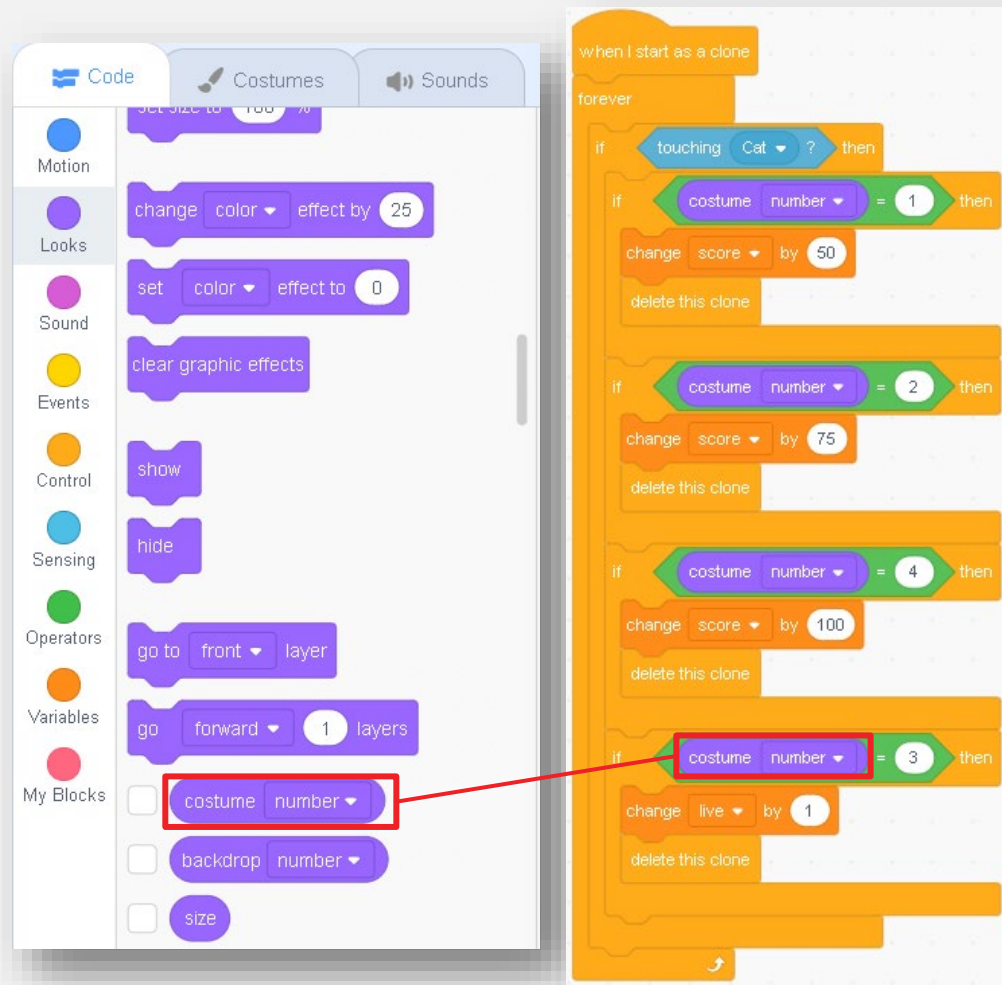 Code Costumes Sounds
set size to 100 %
Motion
change color effect by 25
Looks
set color effect to 0
Sound
clear graphic effects
Events
show
Control
hide
Sensing
Operators
go to front layer
Variables
go forward 1 layers
My Blocks
costume number
backdrop number
size
when I start as a clone
forever
if touching Cat ? then
if costume number = 1 then
change score by 50
delete this clone
if costume number = 2 then
change score by 75
delete this clone
if costume number = 4 then
change score by 100
delete this clone
if costume number = 3 then
change live by 1
delete this clone